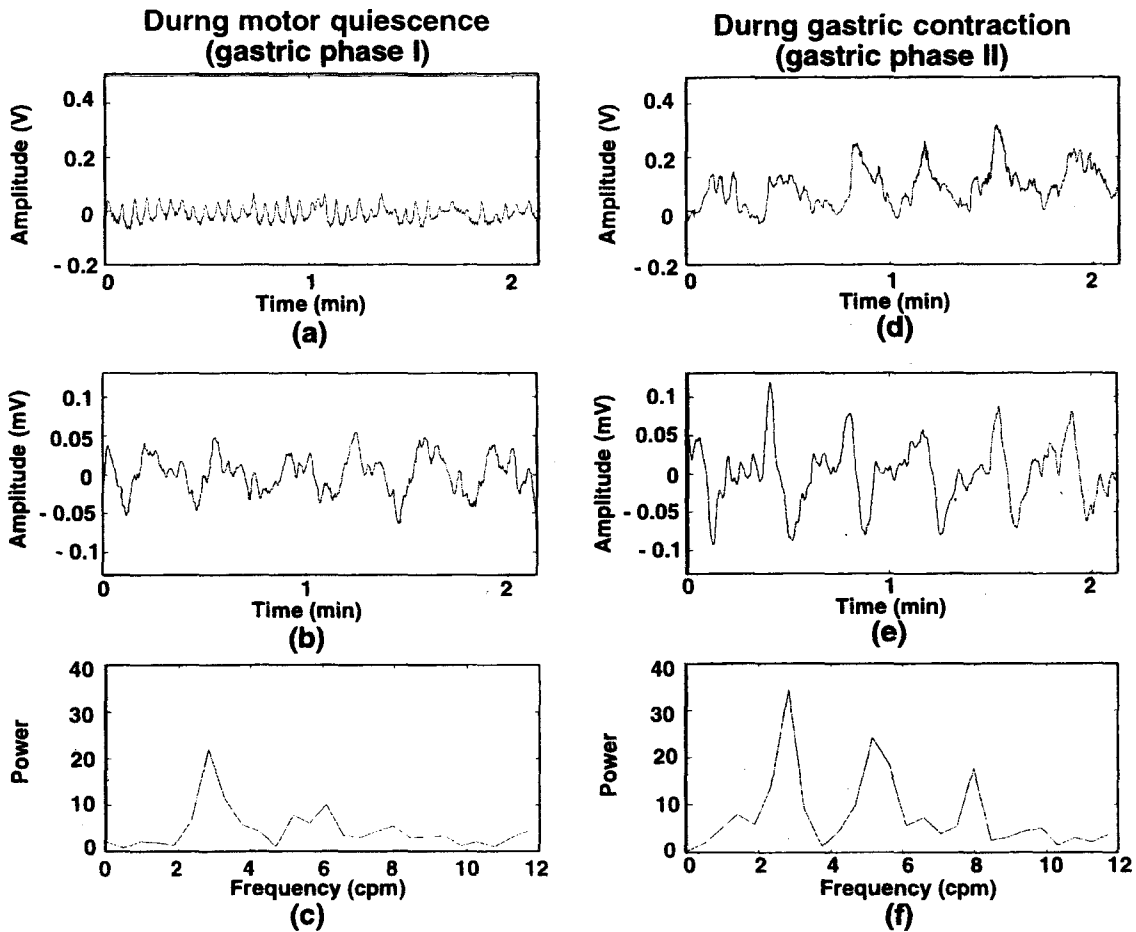 Durng motor quiescence
(gastric phase I)
0.4
0.2
0
- 0.2
Amplitude (V)
0
1
2
Time (min)
(a)
0.1
0.05
0
- 0.05
- 0.1
Amplitude (mV)
0
1
2
Time (min)
(b)
40
30
20
10
0
Power
0
2
4
6
8
10
12
Frequency (cpm)
(c)
Durng gastric contraction
(gastric phase II)
0.4
0.2
0
- 0.2
Amplitude (V)
0
1
2
Time (min)
(d)
0.1
0.05
0
- 0.05
- 0.1
Amplitude (mV)
0
1
2
Time (min)
(e)
40
30
20
10
0
Power
0
2
4
6
8
10
12
Frequency (cpm)
(f)